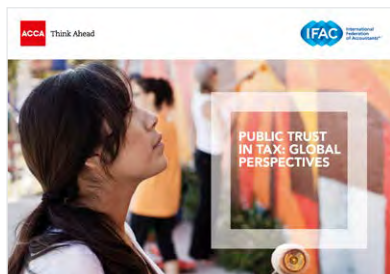 ACCA Think Ahead
IFAC International
Federation
of Accountants
PUBLIC TRUST
IN TAX: GLOBAL
PERSPECTIVES